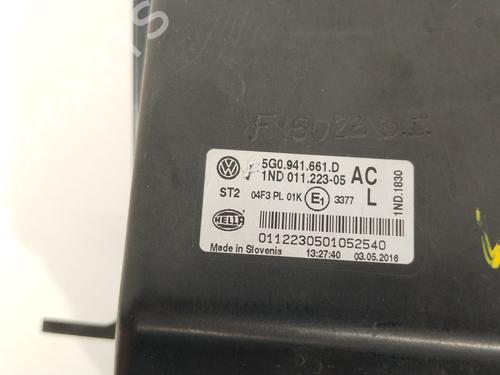 5G0.941.661.D
1ND 011.223-05 AC
ST2 04F3 PL 01K E1 3377 L
1ND.1830
HELLA
0112230501052540
Made in Slovenia 13:27:40 03.05.2016